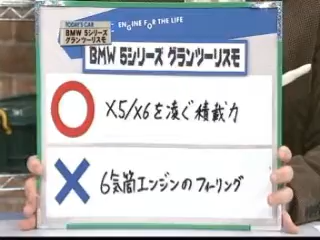 TODAY'S CAR
BMW 5シリーズ
グランツーリスモ
ENGINE FOR THE LIFE
BMW 5シリーズ グランツーリスモ
X5/X6を凌ぐ積載力
6気筒エンジンのフィーリング